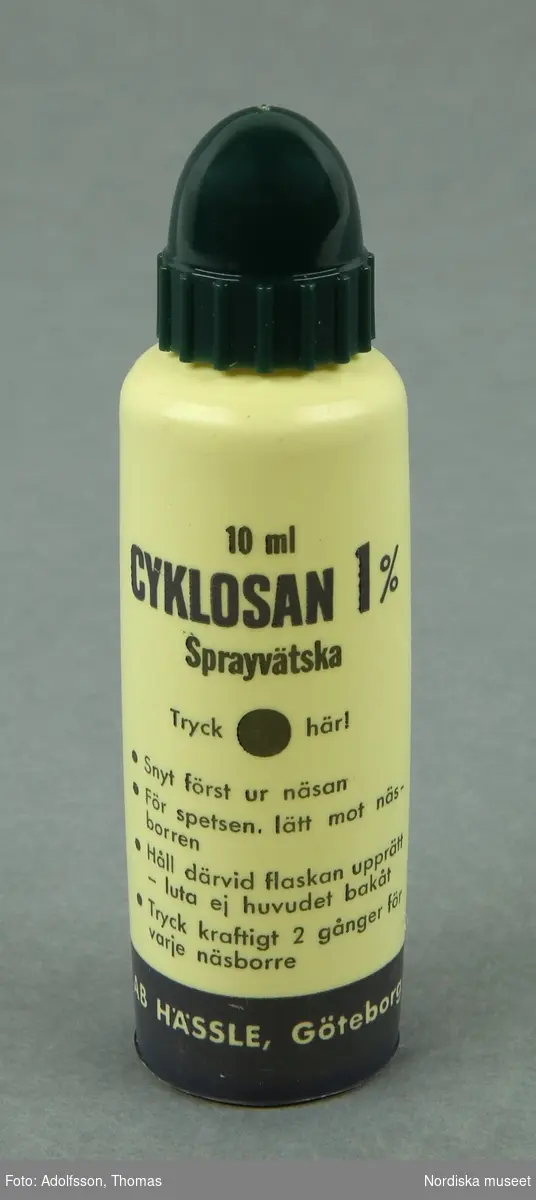 10 ml
CYKLOSAN 1%
Sprayvätska
Tryck här!
• Snyt först ur näsan
• För spetsen. lätt mot näs-
borren
• Håll därvid flaskan upprätt
- luta ej huvudet bakåt
• Tryck kraftigt 2 gånger för
varje näsborre
AB HÄSSLE, Göteborg
Foto: Adolfsson, Thomas
Nordiska museet